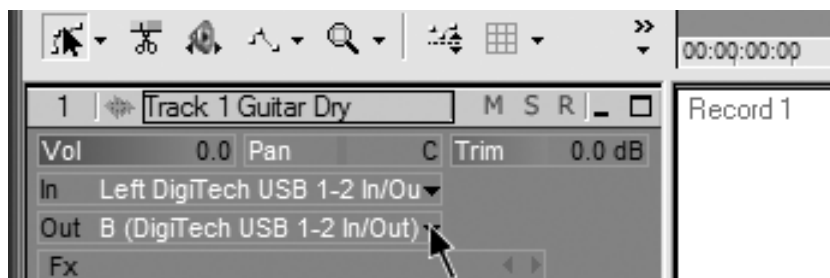 00:00:00:00
1 Track 1 Guitar Dry M S R
Record 1
Vol 0.0 Pan C Trim 0.0 dB
In Left DigiTech USB 1-2 In/Ou
Out B (DigiTech USB 1-2 In/Out)
Fx